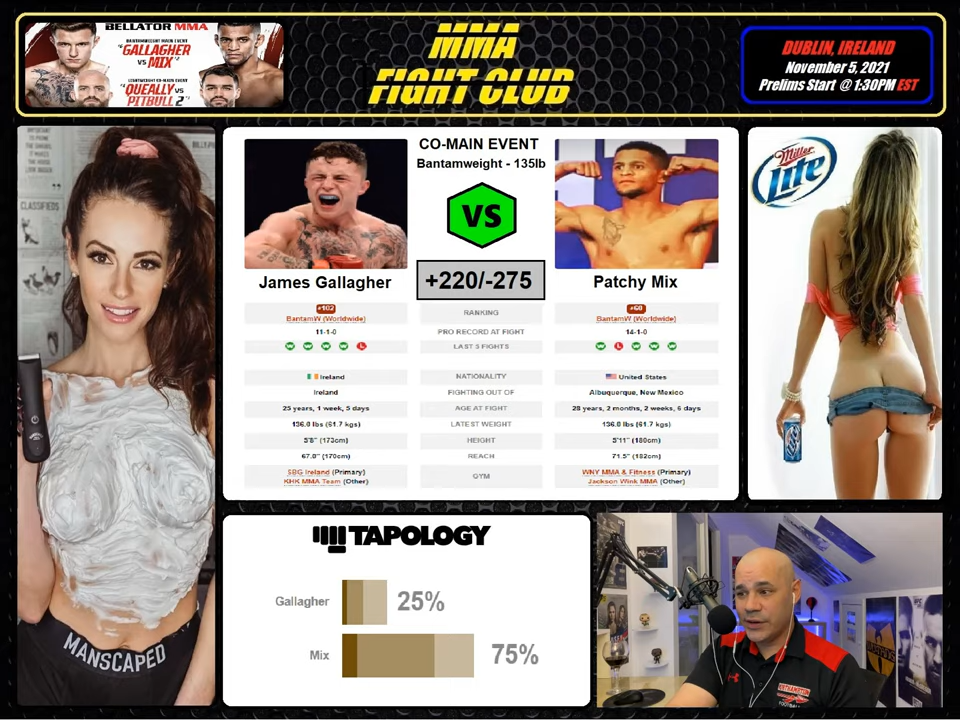 BELLATOR MMA
BANTAMWEIGHT MAIN EVENT
GALLAGHER
VS
MIX
LIGHTWEIGHT CO-MAIN EVENT
QUEALLY VS
PITBULL 2
MMA
FIGHT CLUB
DUBLIN, IRELAND
November 5, 2021
Prelims Start @ 1:30PM EST
CLASSIFIEDS
MANSCAPED
CO-MAIN EVENT
Bantamweight - 135lb
VS
+220/-275
James Gallagher
Patchy Mix
#102 RANKING #60
BantamW (Worldwide) BantamW (Worldwide)
11-1-0 PRO RECORD AT FIGHT 14-1-0
W W W W L LAST 5 FIGHTS W L W W W
Ireland NATIONALITY United States
Ireland FIGHTING OUT OF Albuquerque, New Mexico
25 years, 1 week, 5 days AGE AT FIGHT 28 years, 2 months, 2 weeks, 6 days
136.0 lbs (61.7 kgs) LATEST WEIGHT 136.0 lbs (61.7 kgs)
5'8" (173cm) HEIGHT 5'11" (180cm)
67.0" (170cm) REACH 71.5" (182cm)
SBG Ireland (Primary) GYM WNY MMA & Fitness (Primary)
KHK MMA Team (Other) Jackson Wink MMA (Other)
Miller
Lite
TAPOLOGY
Gallagher 25%
Mix 75%